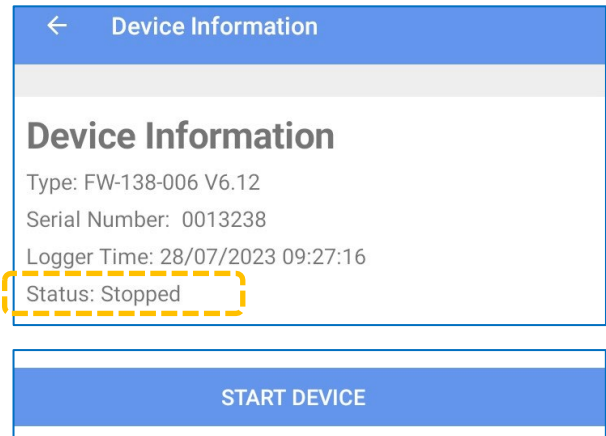 ← Device Information
Device Information
Type: FW-138-006 V6.12
Serial Number: 0013238
Logger Time: 28/07/2023 09:27:16
Status: Stopped
START DEVICE